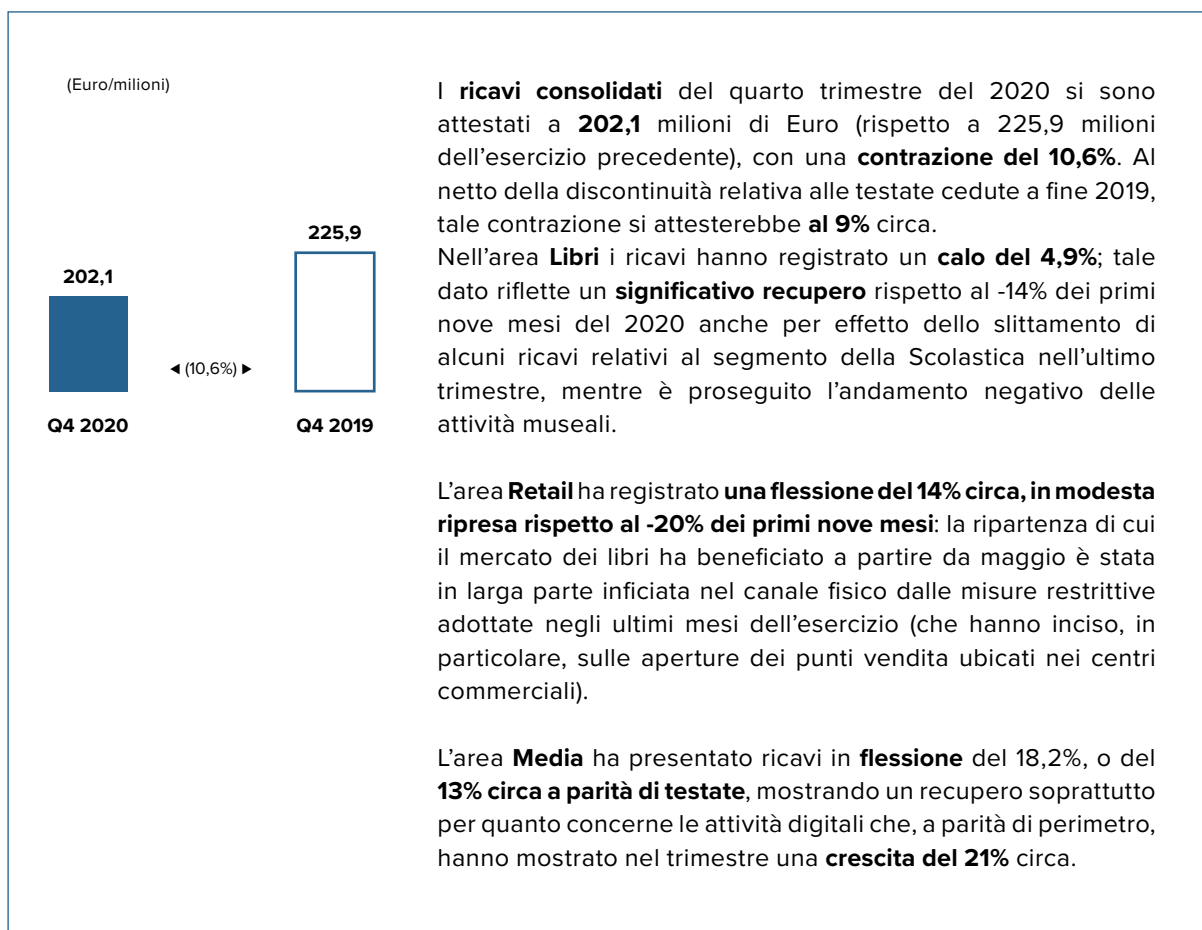 (Euro/milioni)
202,1
225,9
◄ (10,6%) ►
Q4 2020
Q4 2019
I ricavi consolidati del quarto trimestre del 2020 si sono
attestati a 202,1 milioni di Euro (rispetto a 225,9 milioni
dell'esercizio precedente), con una contrazione del 10,6%. Al
netto della discontinuità relativa alle testate cedute a fine 2019,
tale contrazione si attesterebbe al 9% circa.
Nell'area Libri i ricavi hanno registrato un calo del 4,9%; tale
dato riflette un significativo recupero rispetto al -14% dei primi
nove mesi del 2020 anche per effetto dello slittamento di
alcuni ricavi relativi al segmento della Scolastica nell'ultimo
trimestre, mentre è proseguito l'andamento negativo delle
attività museali.
L'area Retail ha registrato una flessione del 14% circa, in modesta
ripresa rispetto al -20% dei primi nove mesi: la ripartenza di cui
il mercato dei libri ha beneficiato a partire da maggio è stata
in larga parte inficiata nel canale fisico dalle misure restrittive
adottate negli ultimi mesi dell'esercizio (che hanno inciso, in
particolare, sulle aperture dei punti vendita ubicati nei centri
commerciali).
L'area Media ha presentato ricavi in flessione del 18,2%, o del
13% circa a parità di testate, mostrando un recupero soprattutto
per quanto concerne le attività digitali che, a parità di perimetro,
hanno mostrato nel trimestre una crescita del 21% circa.